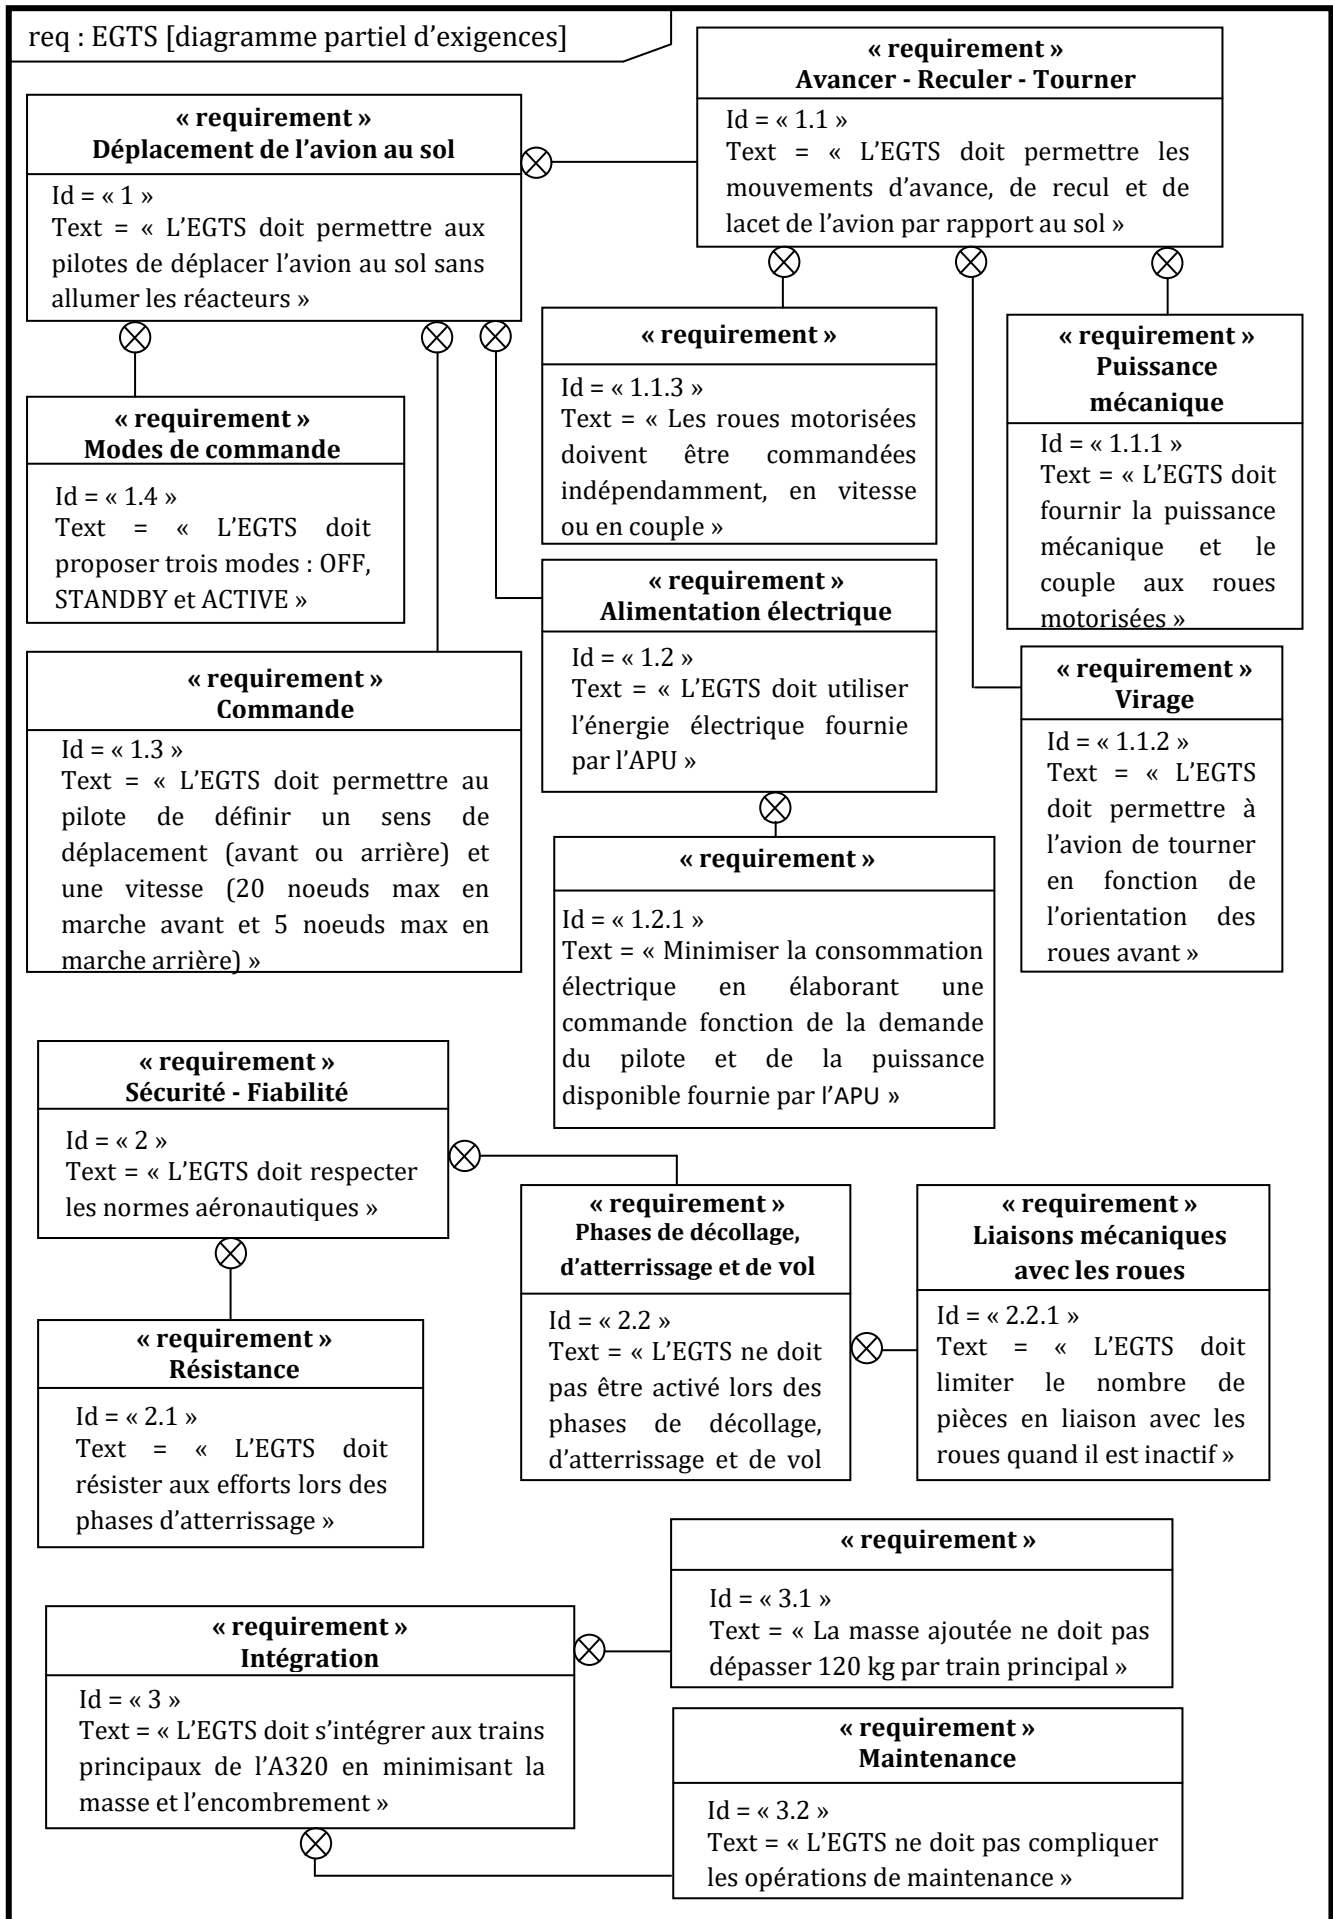 req : EGTS [diagramme partiel d’exigences]
« requirement »
Avancer - Reculer - Tourner
Id = « 1.1 »
Text = « L’EGTS doit permettre les
mouvements d’avance, de recul et de
lacet de l’avion par rapport au sol »
« requirement »
Déplacement de l’avion au sol
Id = « 1 »
Text = « L’EGTS doit permettre aux
pilotes de déplacer l’avion au sol sans
allumer les réacteurs »
« requirement »
Id = « 1.1.3 »
Text = « Les roues motorisées
doivent être commandées
indépendamment, en vitesse
ou en couple »
« requirement »
Puissance
mécanique
Id = « 1.1.1 »
Text = « L’EGTS doit
fournir la puissance
mécanique et le
couple aux roues
motorisées »
« requirement »
Modes de commande
Id = « 1.4 »
Text = « L’EGTS doit
proposer trois modes : OFF,
STANDBY et ACTIVE »
« requirement »
Alimentation électrique
Id = « 1.2 »
Text = « L’EGTS doit utiliser
l’énergie électrique fournie
par l’APU »
« requirement »
Virage
Id = « 1.1.2 »
Text = « L’EGTS
doit permettre à
l’avion de tourner
en fonction de
l’orientation des
roues avant »
« requirement »
Commande
Id = « 1.3 »
Text = « L’EGTS doit permettre au
pilote de définir un sens de
déplacement (avant ou arrière) et
une vitesse (20 noeuds max en
marche avant et 5 noeuds max en
marche arrière) »
« requirement »
Id = « 1.2.1 »
Text = « Minimiser la consommation
électrique en élaborant une
commande fonction de la demande
du pilote et de la puissance
disponible fournie par l’APU »
« requirement »
Sécurité - Fiabilité
Id = « 2 »
Text = « L’EGTS doit respecter
les normes aéronautiques »
« requirement »
Phases de décollage,
d’atterrissage et de vol
Id = « 2.2 »
Text = « L’EGTS ne doit
pas être activé lors des
phases de décollage,
d’atterrissage et de vol
« requirement »
Liaisons mécaniques
avec les roues
Id = « 2.2.1 »
Text = « L’EGTS doit
limiter le nombre de
pièces en liaison avec les
roues quand il est inactif »
« requirement »
Résistance
Id = « 2.1 »
Text = « L’EGTS doit
résister aux efforts lors des
phases d’atterrissage »
« requirement »
Id = « 3.1 »
Text = « La masse ajoutée ne doit pas
dépasser 120 kg par train principal »
« requirement »
Intégration
Id = « 3 »
Text = « L’EGTS doit s’intégrer aux trains
principaux de l’A320 en minimisant la
masse et l’encombrement »
« requirement »
Maintenance
Id = « 3.2 »
Text = « L’EGTS ne doit pas compliquer
les opérations de maintenance »